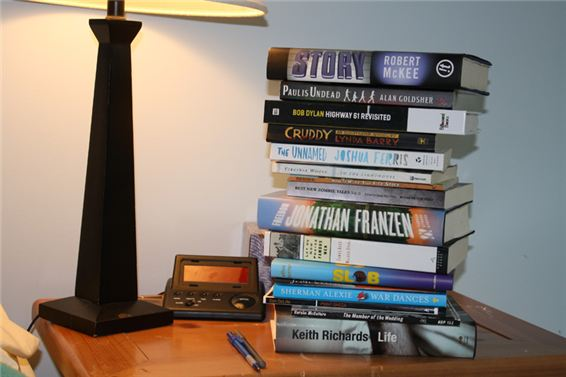 STORY ROBERT McKEE
PAUL IS UNDEAD ALAN GOLDSHER
BOB DYLAN HIGHWAY 61 REVISITED
CRUDDY LYNDA BARRY
THE UNNAMED JOSHUA FERRIS
VIRGINIA WOOLF TO THE LIGHTHOUSE
BEST NEW ZOMBIE TALES
FREEDOM JONATHAN FRANZEN
SLOB
SHERMAN ALEXIE WAR DANCES
Carson McCullers The Member of the Wedding
Keith Richards Life